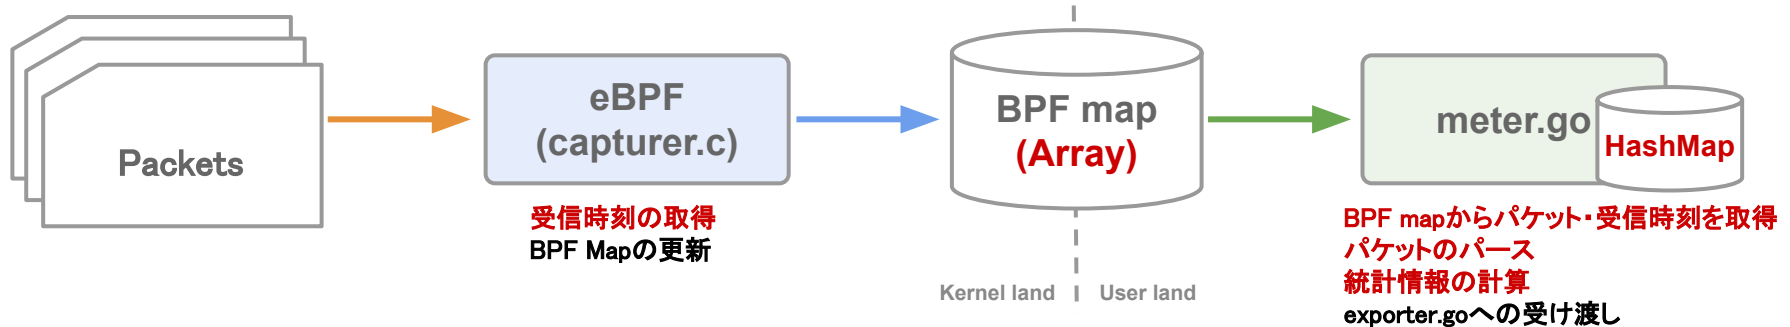 Packets
eBPF
(capturer.c)
受信時刻の取得
BPF Mapの更新
BPF map
(Array)
Kernel land
User land
meter.go
HashMap
BPF mapからパケット・受信時刻を取得
パケットのパース
統計情報の計算
exporter.goへの受け渡し